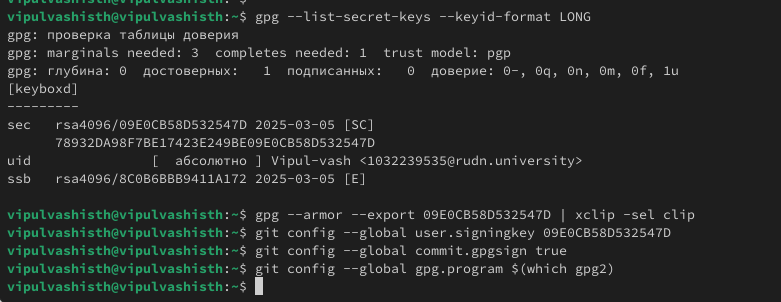 vipulvashisth@vipulvashisth:~$ gpg --list-secret-keys --keyid-format LONG
gpg: проверка таблицы доверия
gpg: marginals needed: 3  completes needed: 1  trust model: pgp
gpg: глубина: 0  достоверных:   1  подписанных:   0  доверие: 0-, 0q, 0n, 0m, 0f, 1u
[keyboxd]
---------
sec   rsa4096/09E0CB58D532547D 2025-03-05 [SC]
      78932DA98F7BE17423E249BE09E0CB58D532547D
uid                 [  абсолютно ] Vipul-vash <1032239535@rudn.university>
ssb   rsa4096/8C0B6BBB9411A172 2025-03-05 [E]
vipulvashisth@vipulvashisth:~$ gpg --armor --export 09E0CB58D532547D | xclip -sel clip
vipulvashisth@vipulvashisth:~$ git config --global user.signingkey 09E0CB58D532547D
vipulvashisth@vipulvashisth:~$ git config --global commit.gpgsign true
vipulvashisth@vipulvashisth:~$ git config --global gpg.program $(which gpg2)
vipulvashisth@vipulvashisth:~$